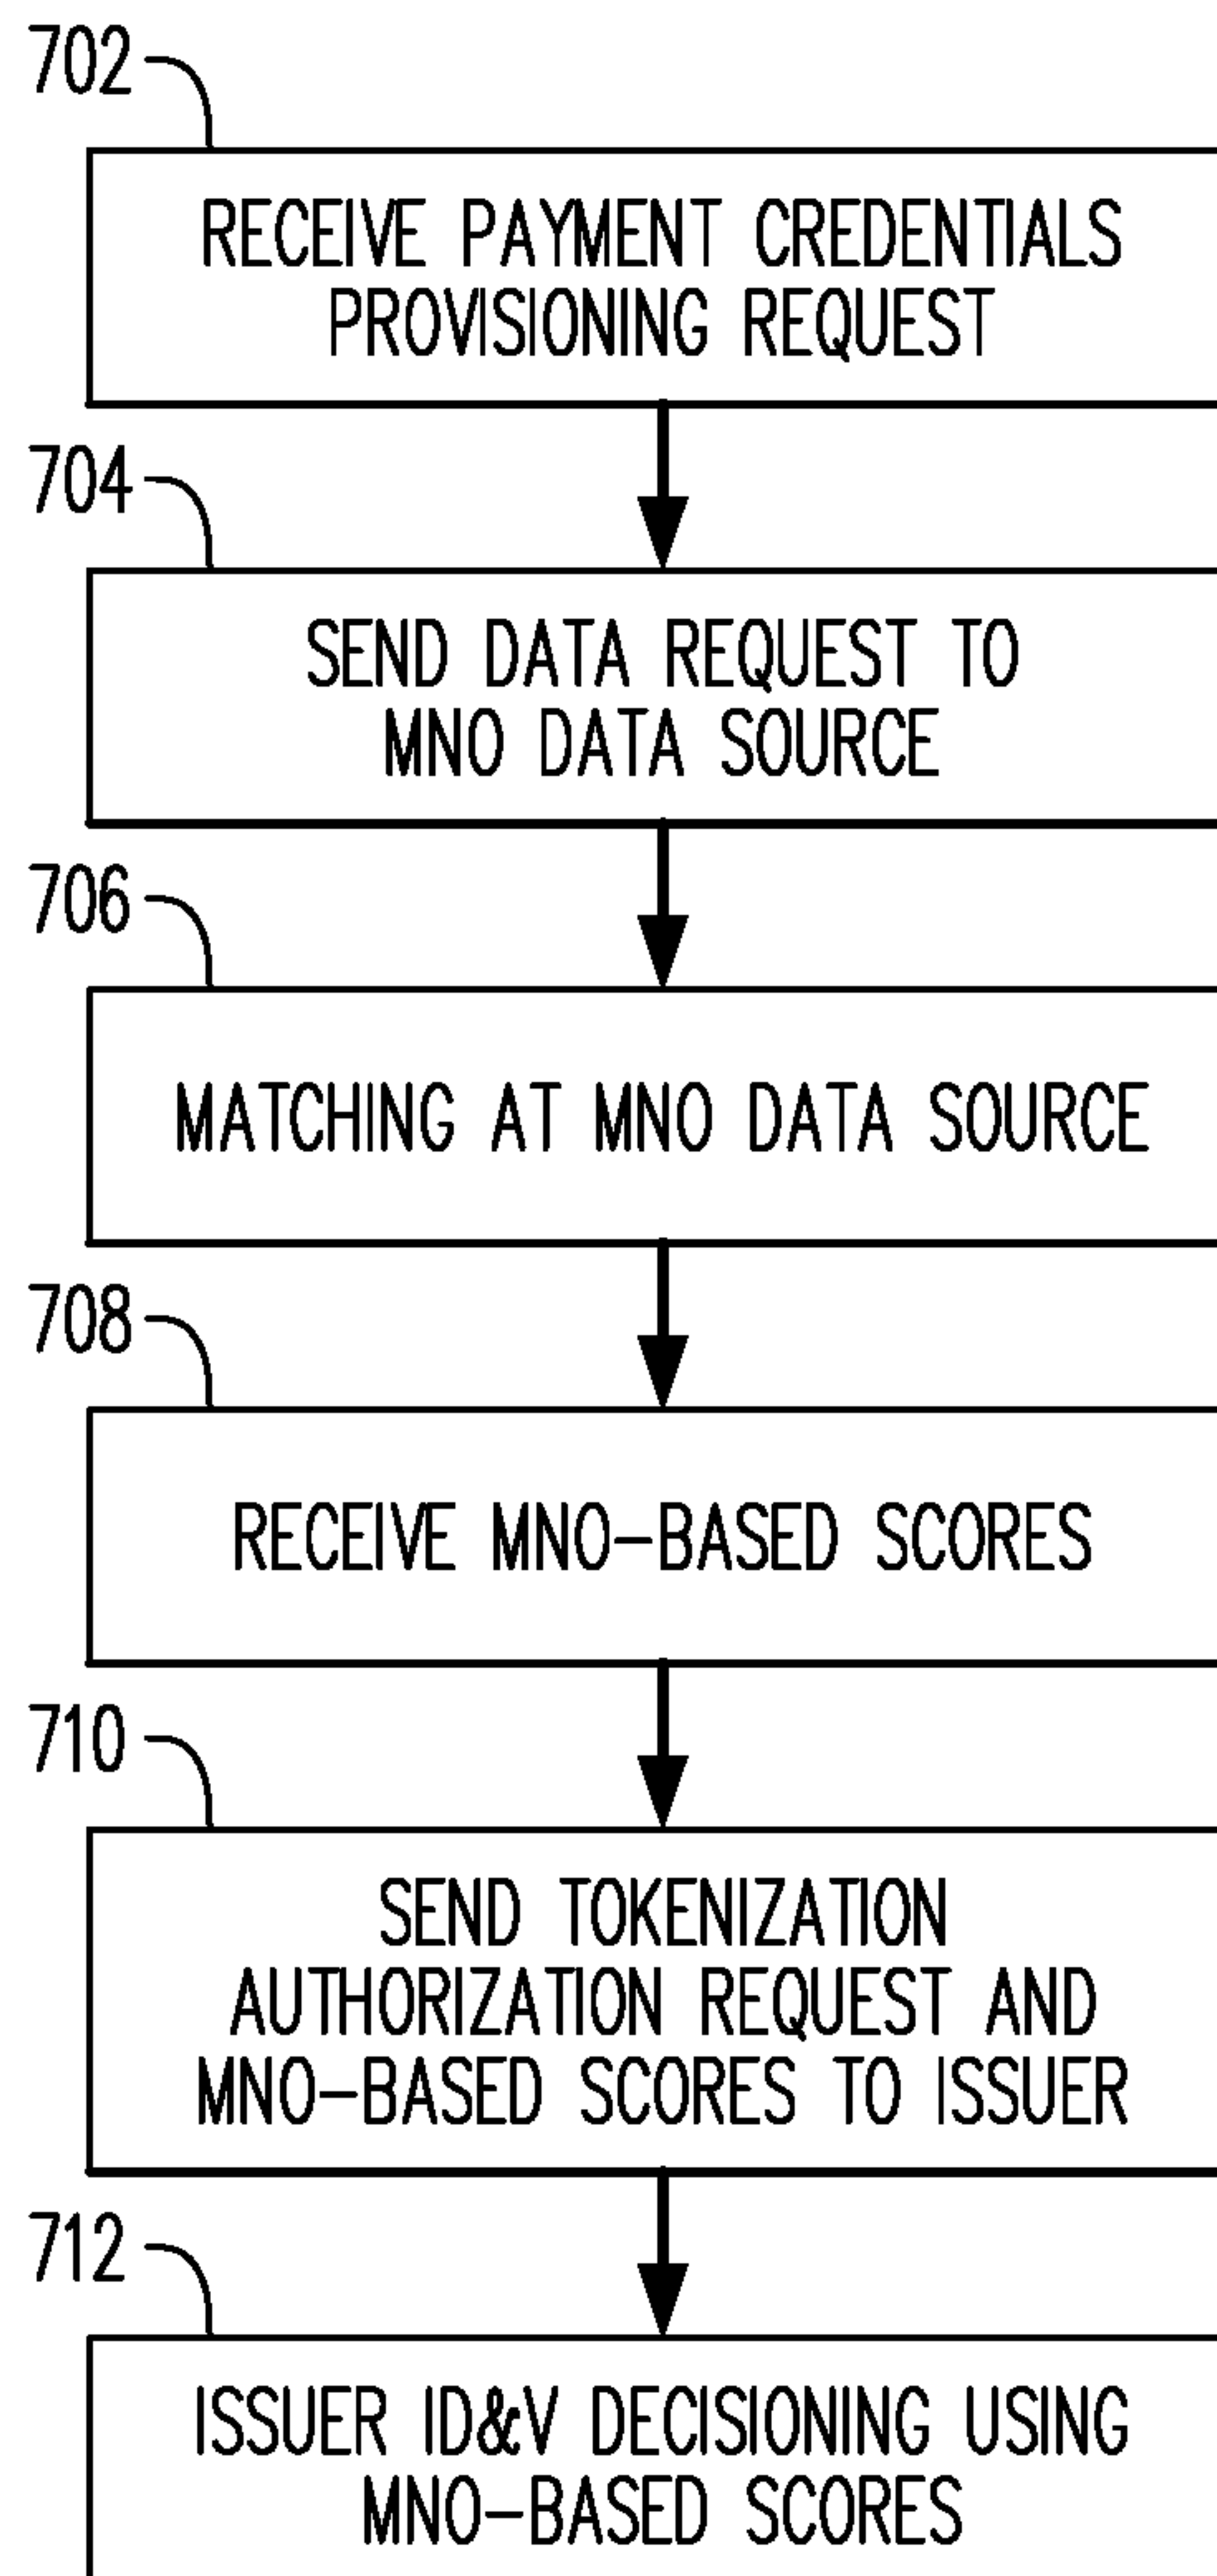 702
RECEIVE PAYMENT CREDENTIALS
PROVISIONING REQUEST
704
SEND DATA REQUEST TO
MNO DATA SOURCE
706
MATCHING AT MNO DATA SOURCE
708
RECEIVE MNO-BASED SCORES
710
SEND TOKENIZATION
AUTHORIZATION REQUEST AND
MNO-BASED SCORES TO ISSUER
712
ISSUER ID&V DECISIONING USING
MNO-BASED SCORES